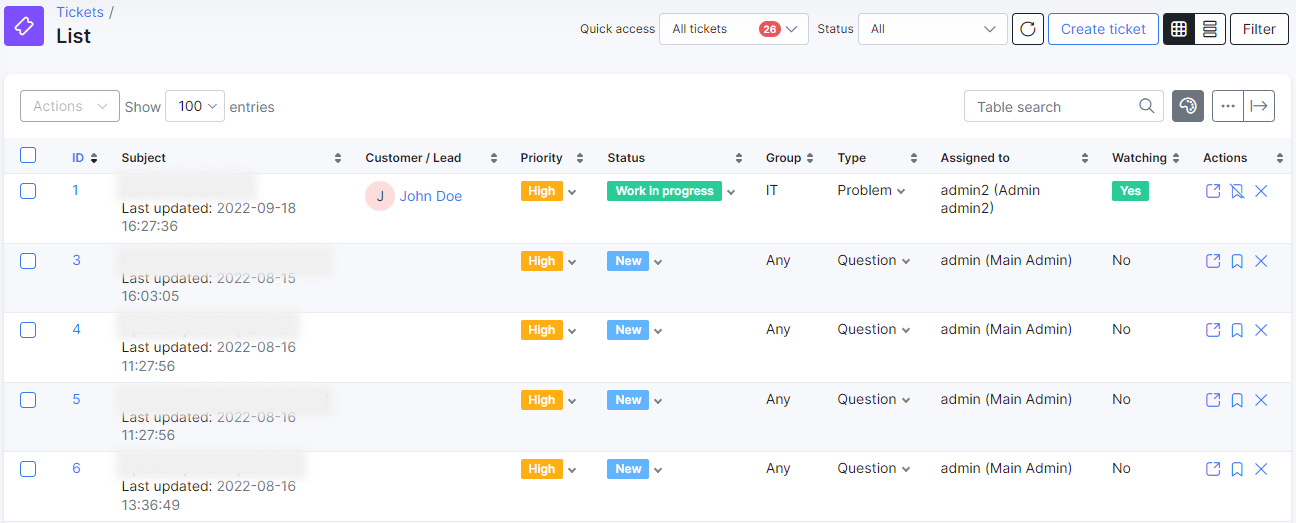 Tickets /
List
Quick access All tickets 26 Status All Create ticket Filter
Actions Show 100 entries Table search
ID Subject Customer / Lead Priority Status Group Type Assigned to Watching Actions
1 J John Doe High Work in progress IT Problem admin2 (Admin Yes
Last updated: 2022-09-18 admin2)
16:27:36
3 High New Any Question admin (Main Admin) No
Last updated: 2022-08-15
16:03:05
4 High New Any Question admin (Main Admin) No
Last updated: 2022-08-16
11:27:56
5 High New Any Question admin (Main Admin) No
Last updated: 2022-08-16
11:27:56
6 High New Any Question admin (Main Admin) No
Last updated: 2022-08-16
13:36:49